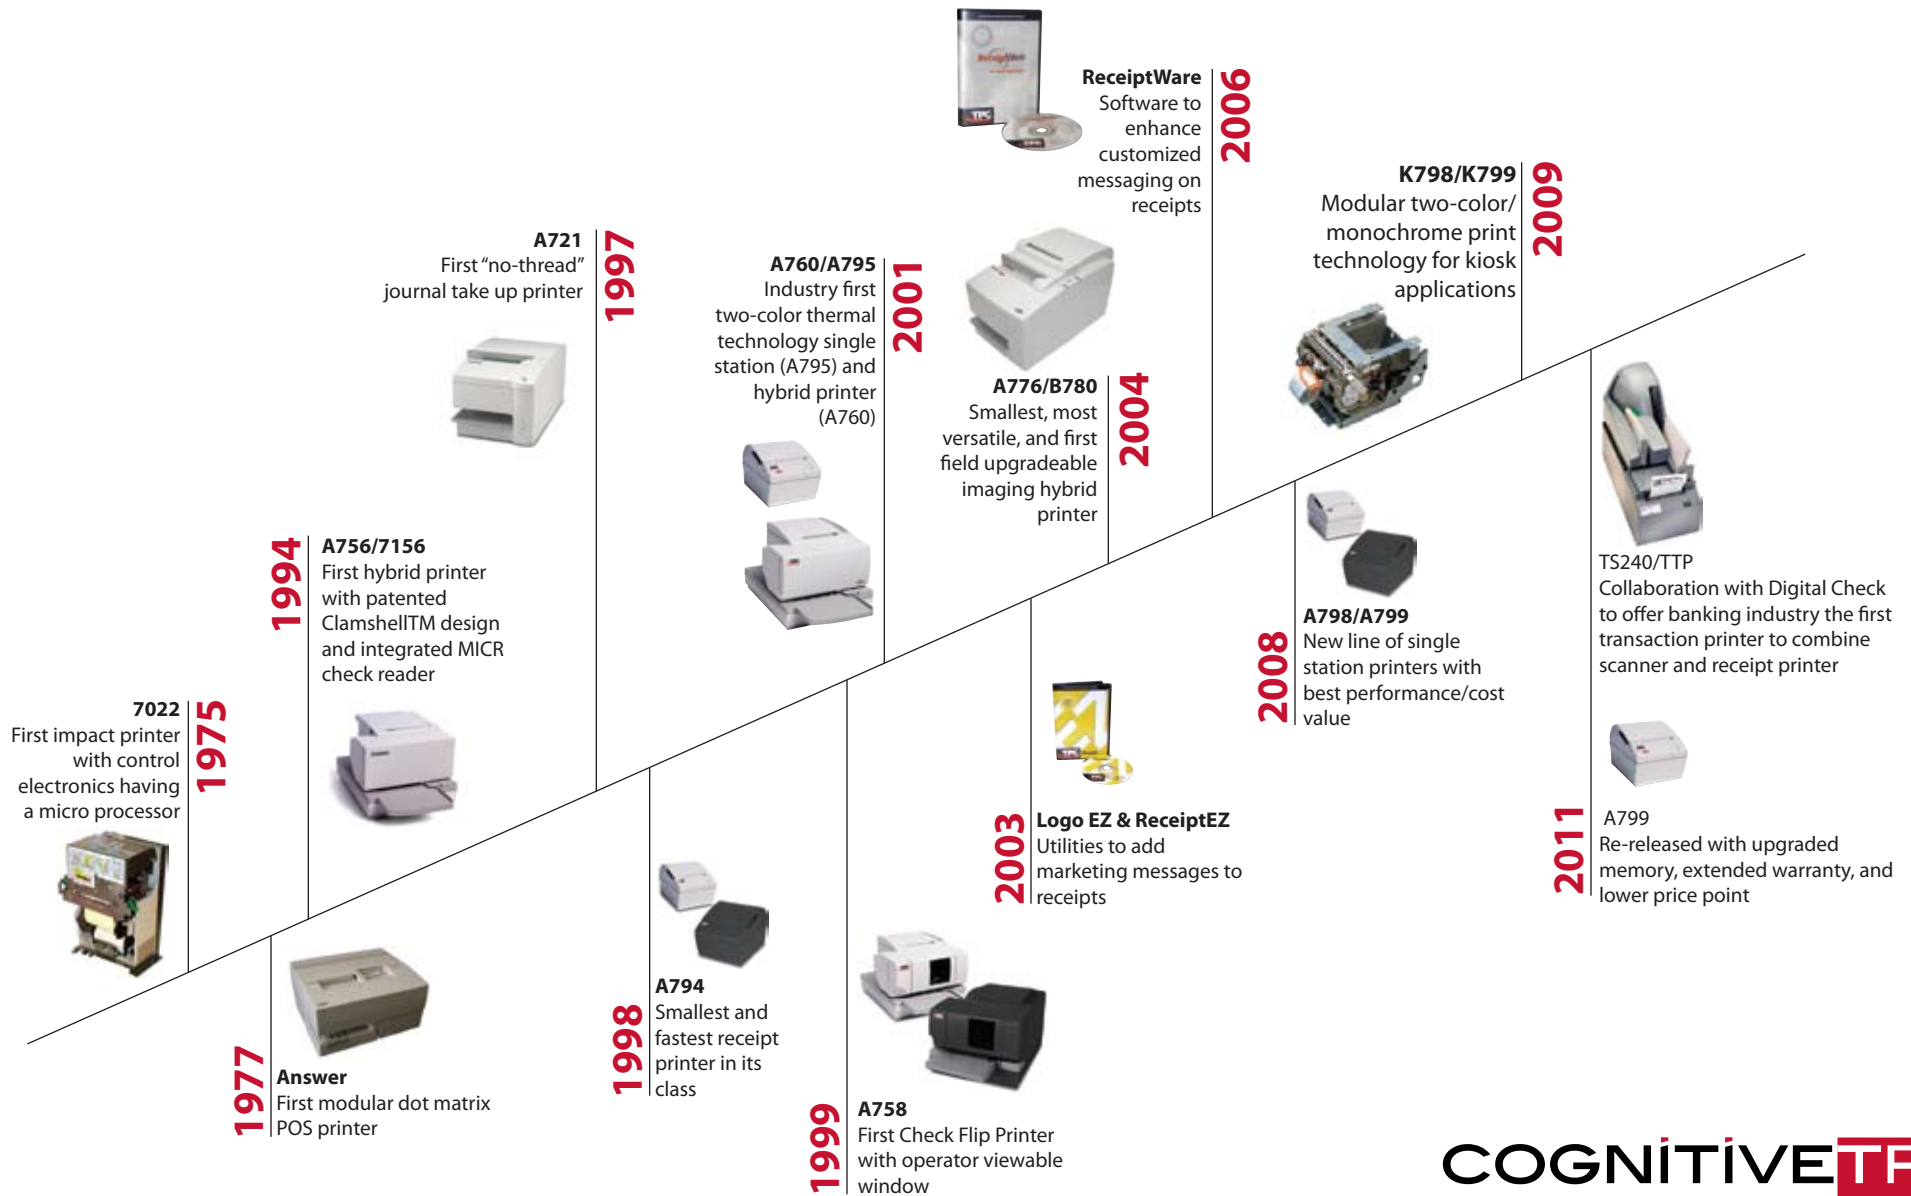 7022
First impact printer
with control
electronics having
a micro processor
1975
Answer
First modular dot matrix
POS printer
1977
A756/7156
First hybrid printer
with patented
ClamshellTM design
and integrated MICR
check reader
1994
A721
First “no-thread”
journal take up printer
1997
A794
Smallest and
fastest receipt
printer in its
class
1998
A758
First Check Flip Printer
with operator viewable
window
1999
A760/A795
Industry first
two-color thermal
technology single
station (A795) and
hybrid printer
(A760)
2001
Logo EZ & ReceiptEZ
Utilities to add
marketing messages to
receipts
2003
A776/B780
Smallest, most
versatile, and first
field upgradeable
imaging hybrid
printer
2004
ReceiptWare
TPG
ReceiptWare
Software to
enhance
customized
messaging on
receipts
2006
A798/A799
New line of single
station printers with
best performance/cost
value
2008
K798/K799
Modular two-color/
monochrome print
technology for kiosk
applications
2009
TS240/TTP
Collaboration with Digital Check
to offer banking industry the first
transaction printer to combine
scanner and receipt printer
A799
Re-released with upgraded
memory, extended warranty, and
lower price point
2011
COGNITIVETP